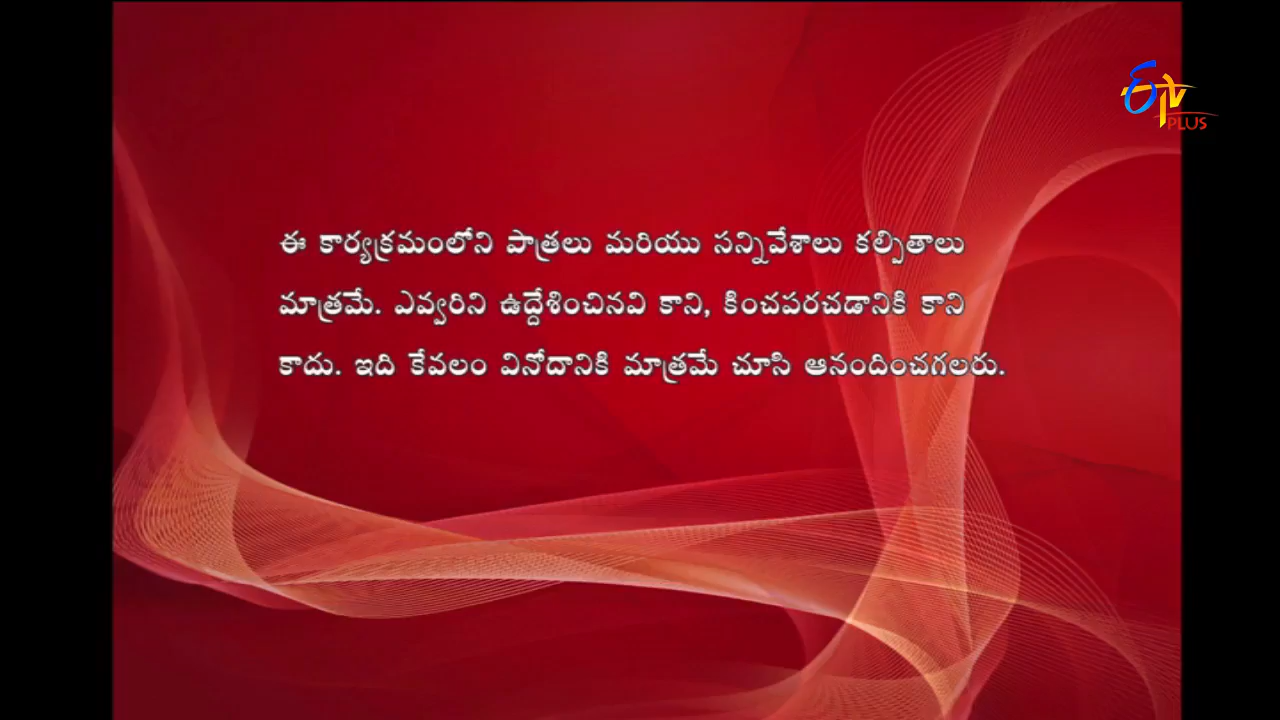 ఈ కార్యక్రమంలోని పాత్రలు మరియు సన్నివేశాలు కల్పితాలు
మాత్రమే. ఎవ్వరిని ఉద్దేశించినవి కాని, కించపరచడానికి కాని
కాదు. ఇది కేవలం వినోదానికి మాత్రమే చూసి ఆనందించగలరు.
ETV
PLUS